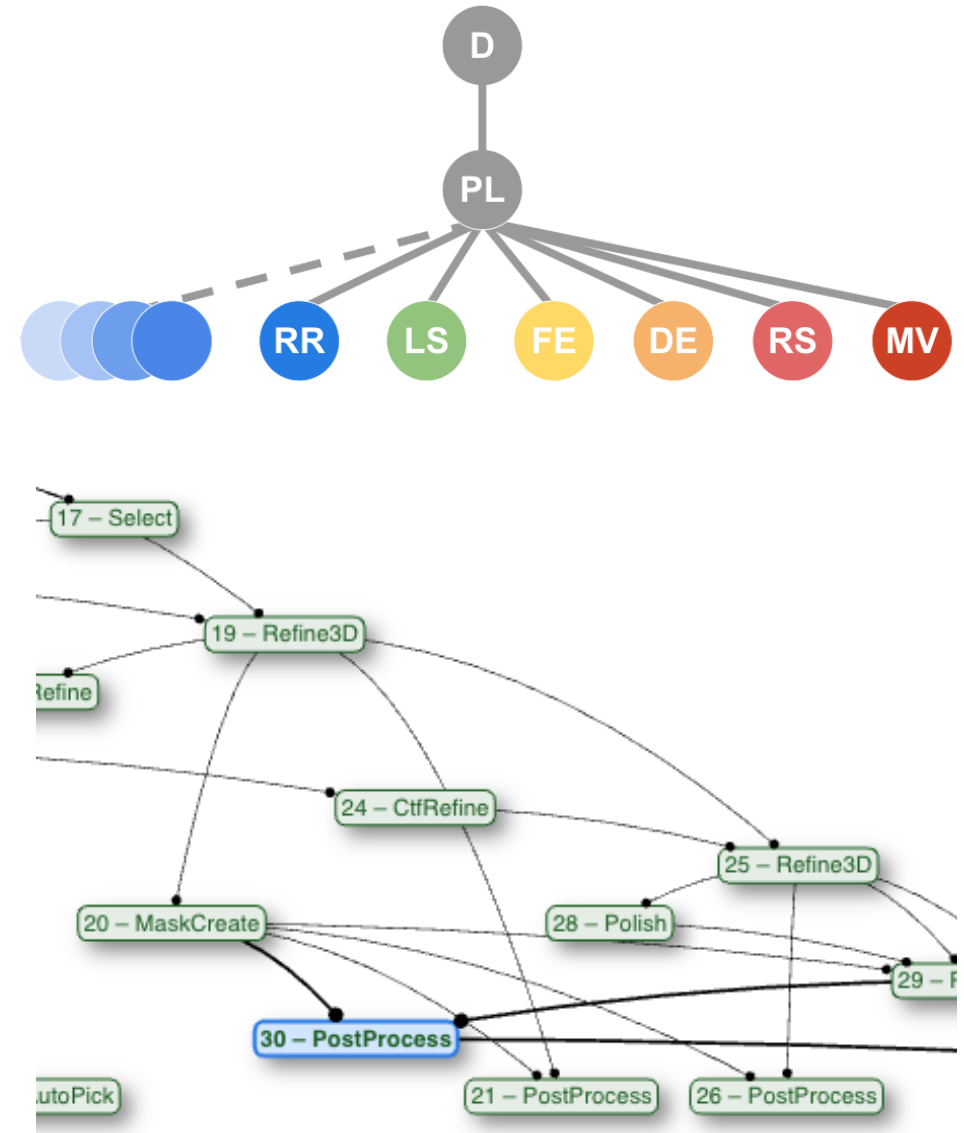 D
PL
RR LS FE DE RS MV
17 – Select
19 – Refine3D
Refine
24 – CtfRefine
25 – Refine3D
20 – MaskCreate
28 – Polish
29 –
30 – PostProcess
utoPick
21 – PostProcess
26 – PostProcess